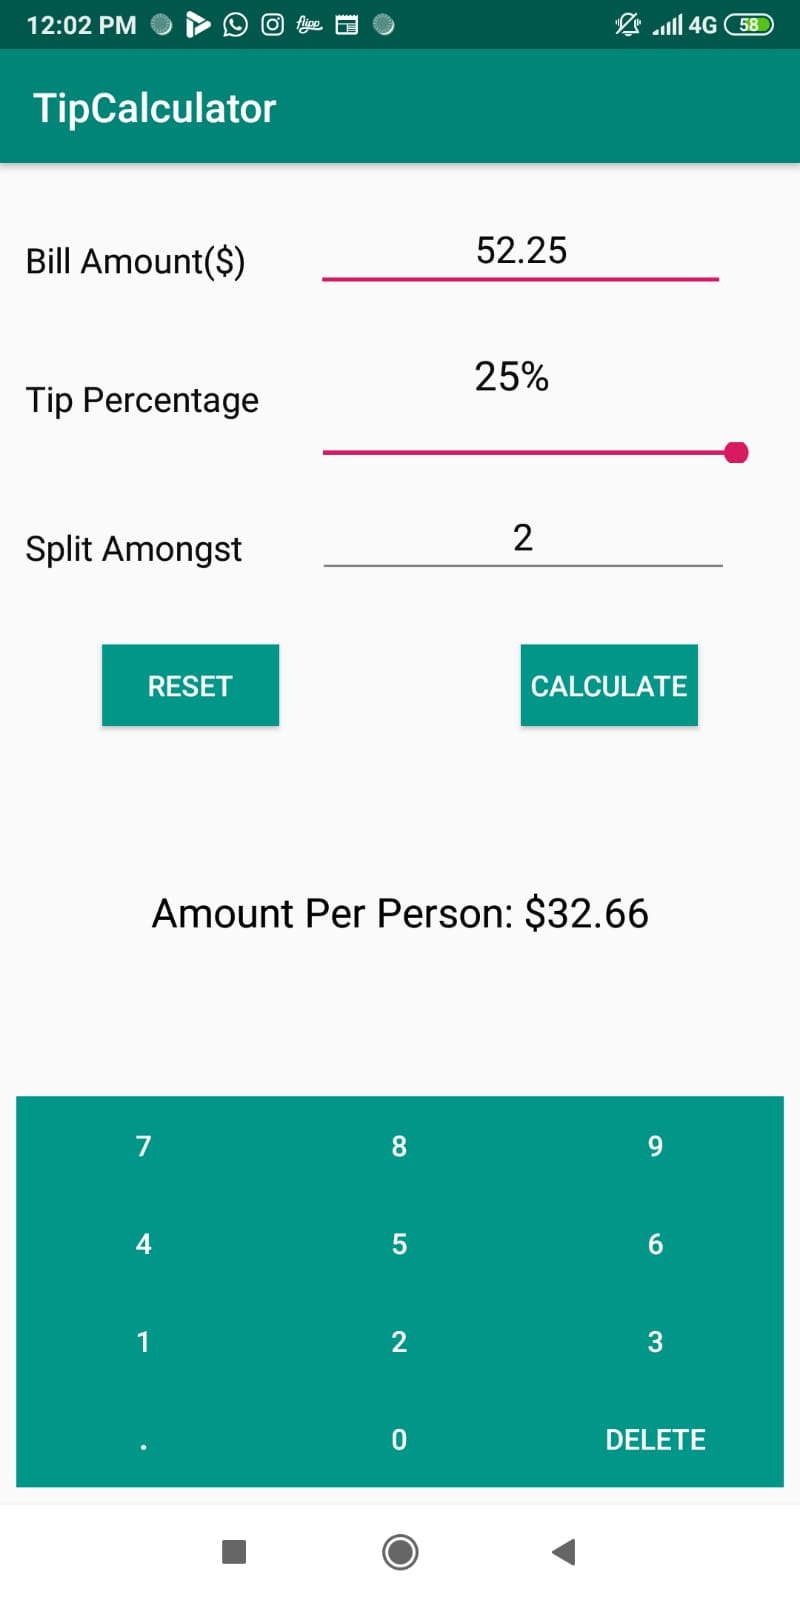 12:02 PM flipp 4G 58
TipCalculator
Bill Amount($) 52.25
Tip Percentage 25%
Split Amongst 2
RESET CALCULATE
Amount Per Person: $32.66
7 8 9
4 5 6
1 2 3
. 0 DELETE